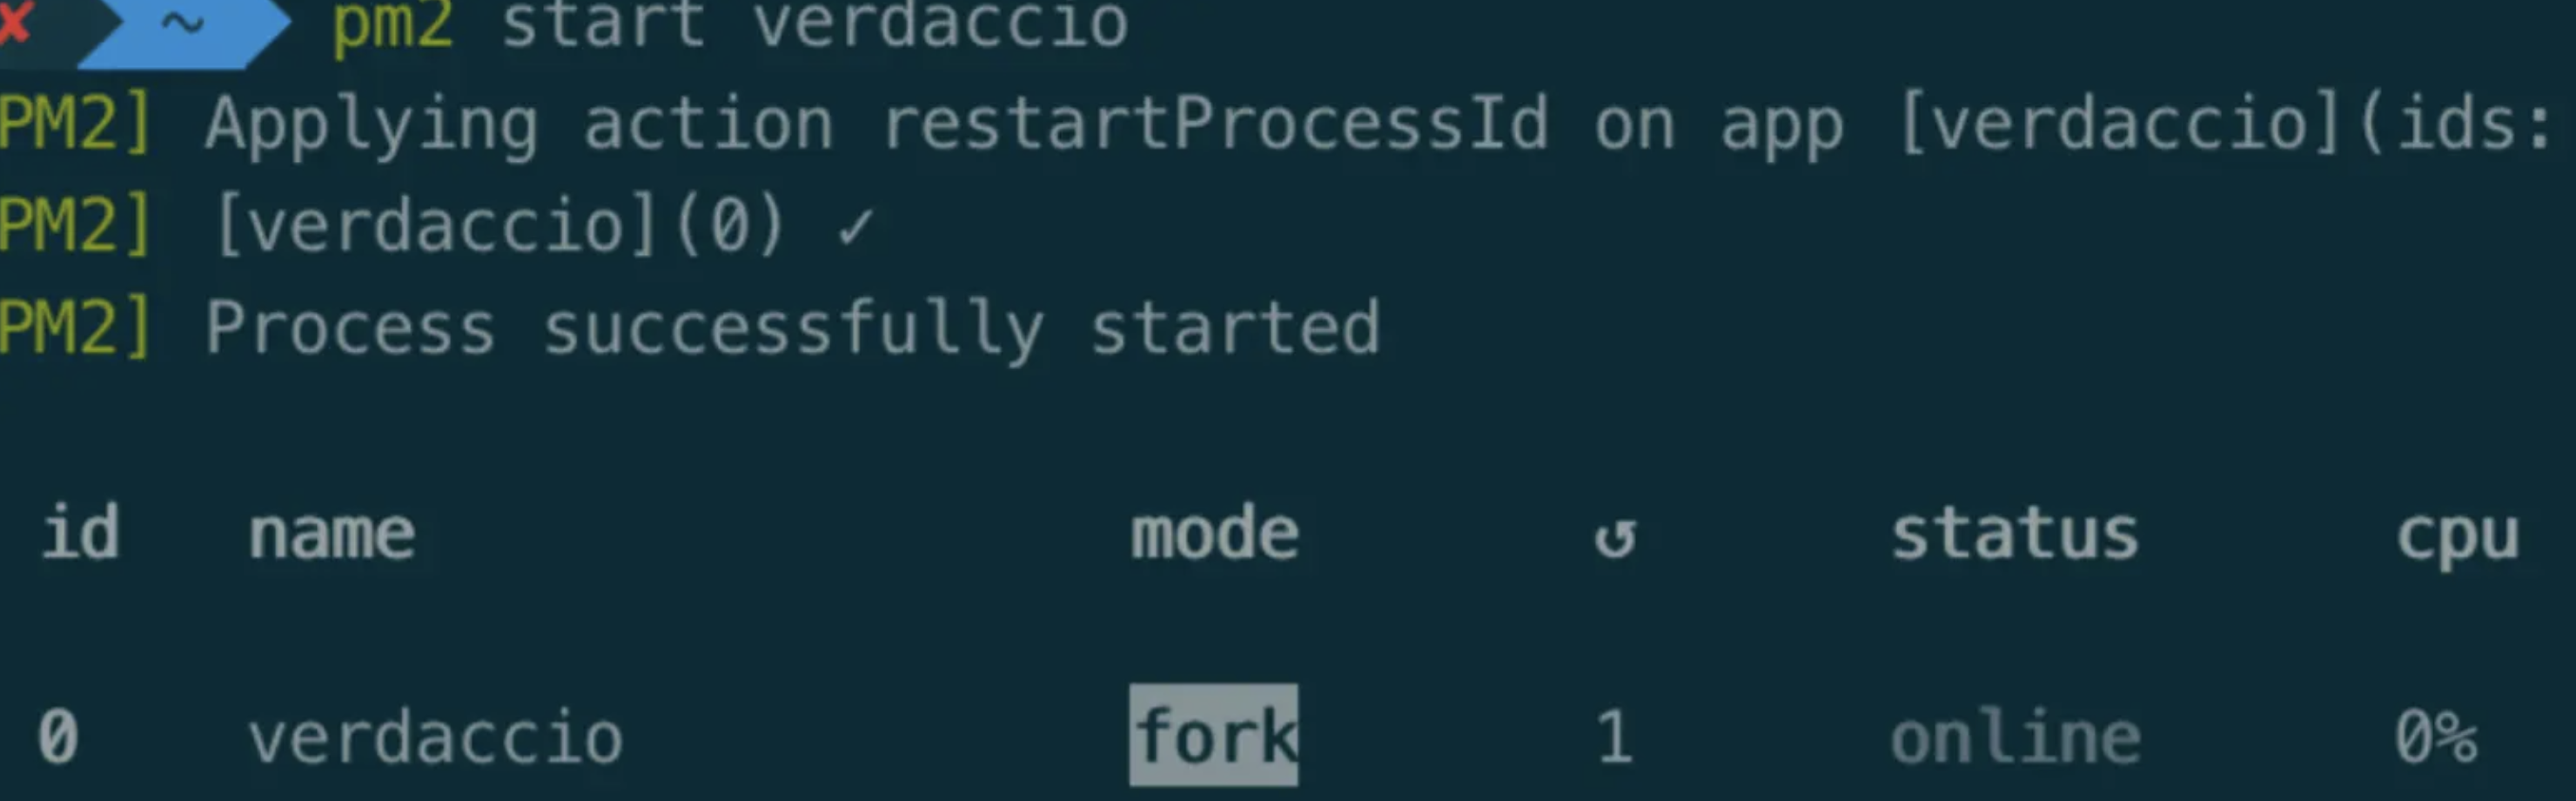 ✘ ~ pm2 start verdaccio
PM2] Applying action restartProcessId on app [verdaccio](ids:
PM2] [verdaccio](0) ✓
PM2] Process successfully started
id name mode ↺ status cpu
0 verdaccio fork 1 online 0%